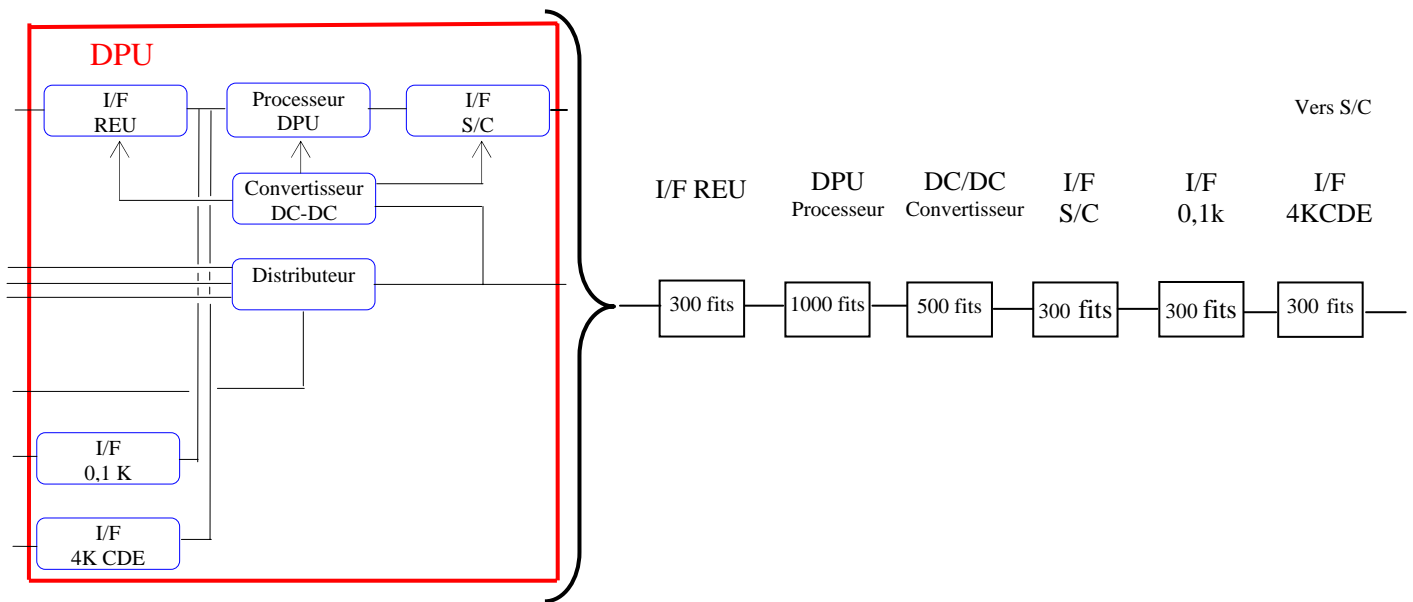 DPU
I/F
REU
Processeur
DPU
I/F
S/C
Convertisseur
DC-DC
Distributeur
I/F
0,1 K
I/F
4K CDE
Vers S/C
I/F REU
DPU
Processeur
DC/DC
Convertisseur
I/F
S/C
I/F
0,1k
I/F
4KCDE
300 fits
1000 fits
500 fits
300 fits
300 fits
300 fits